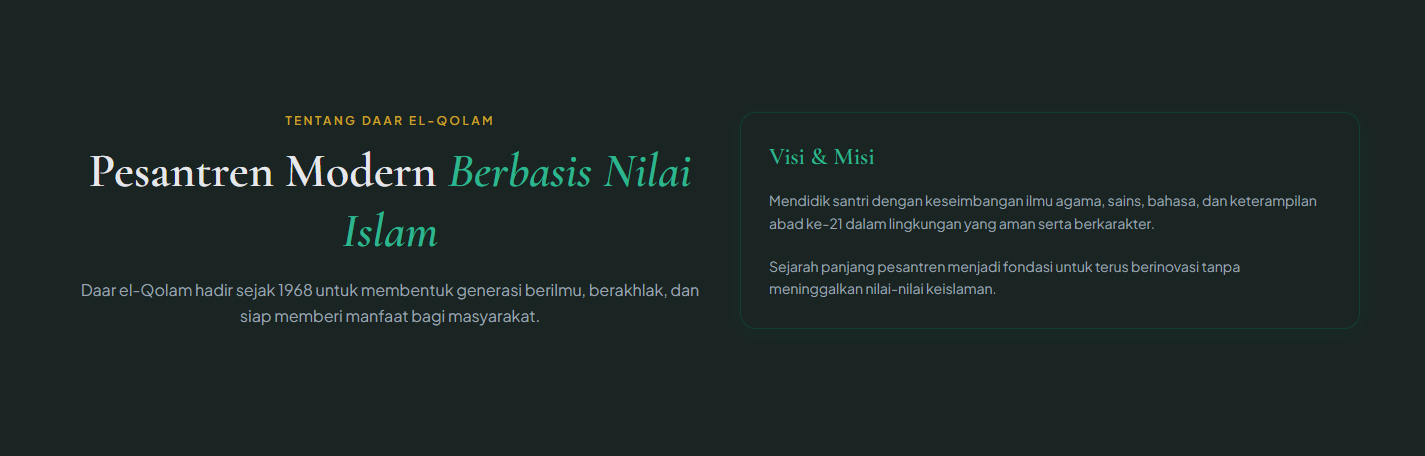 TENTANG DAAR EL-QOLAM
Pesantren Modern Berbasis Nilai
Islam
Daar el-Qolam hadir sejak 1968 untuk membentuk generasi berilmu, berakhlak, dan
siap memberi manfaat bagi masyarakat.
Visi & Misi
Mendidik santri dengan keseimbangan ilmu agama, sains, bahasa, dan keterampilan
abad ke-21 dalam lingkungan yang aman serta berkarakter.
Sejarah panjang pesantren menjadi fondasi untuk terus berinovasi tanpa
meninggalkan nilai-nilai keislaman.